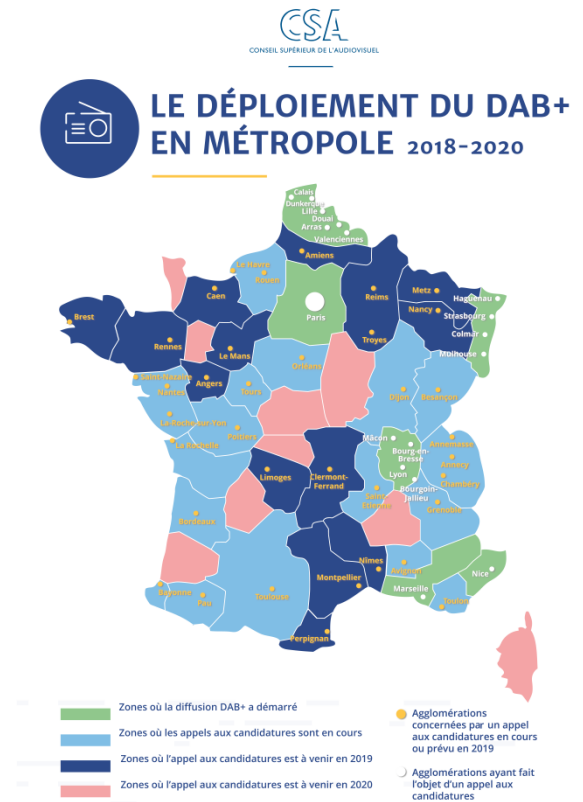 CSA
CONSEIL SUPÉRIEUR DE L'AUDIOVISUEL
LE DÉPLOIEMENT DU DAB+
EN MÉTROPOLE 2018-2020
Calais
Dunkerque
Lille
Douai
Arras
Valenciennes
Amiens
Le Havre
Rouen
Caen
Reims
Metz
Haguenau
Nancy
Strasbourg
Paris
Brest
Rennes
Le Mans
Troyes
Colmar
Mulhouse
Orléans
Saint-Nazaire
Nantes
Angers
Tours
Dijon
Besançon
La-Roche-sur-Yon
Poitiers
La Rochelle
Mâcon
Bourg-en-
Bresse
Annemasse
Annecy
Lyon
Chambéry
Limoges
Clermont-
Ferrand
Bourgoin-
Jallieu
Saint-
Etienne
Grenoble
Bordeaux
Nîmes
Avignon
Nice
Montpellier
Marseille
Toulon
Bayonne
Pau
Toulouse
Perpignan
Zones où la diffusion DAB+ a démarré
Zones où les appels aux candidatures sont en cours
Zones où l'appel aux candidatures est à venir en 2019
Zones où l'appel aux candidatures est à venir en 2020
Agglomérations
concernées par un appel
aux candidatures en cours
ou prévu en 2019
Agglomérations ayant fait
l'objet d'un appel aux
candidatures